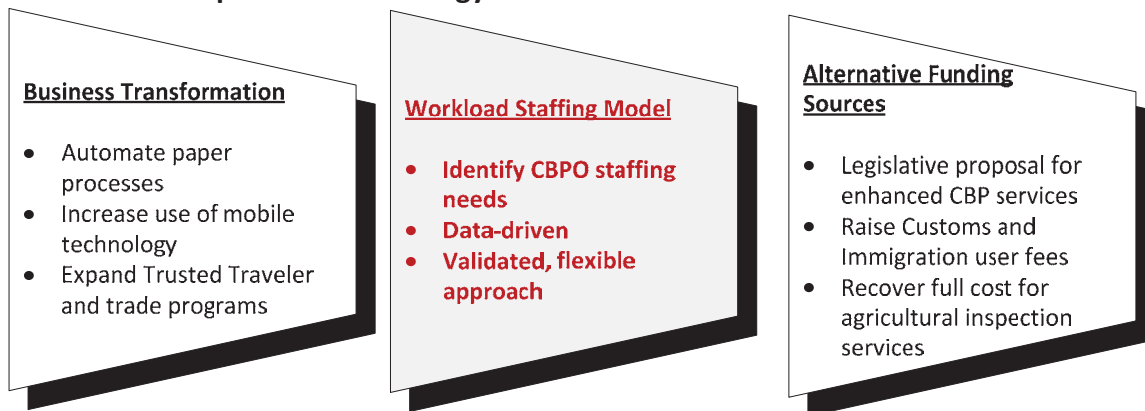 Business Transformation
• Automate paper
processes
• Increase use of mobile
technology
• Expand Trusted Traveler
and trade programs
Workload Staffing Model
• Identify CBPO staffing
needs
• Data-driven
• Validated, flexible
approach
Alternative Funding
Sources
• Legislative proposal for
enhanced CBP services
• Raise Customs and
Immigration user fees
• Recover full cost for
agricultural inspection
services